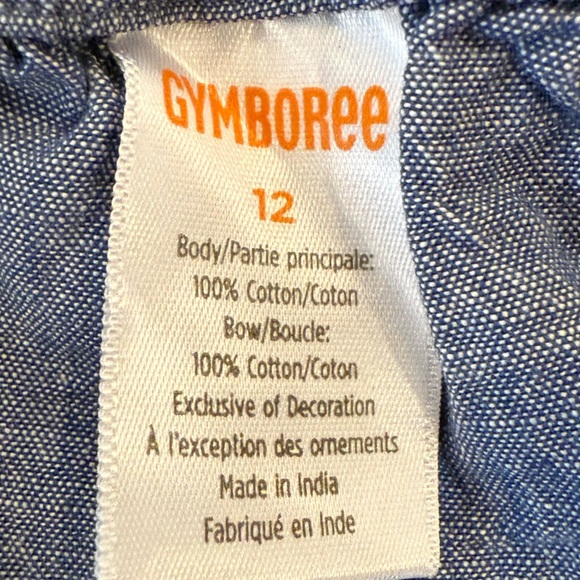 GYMBOREE
12
Body/Partie principale:
100% Cotton/Coton
Bow/Boucle:
100% Cotton/Coton
Exclusive of Decoration
À l'exception des ornements
Made in India
Fabriqué en Inde